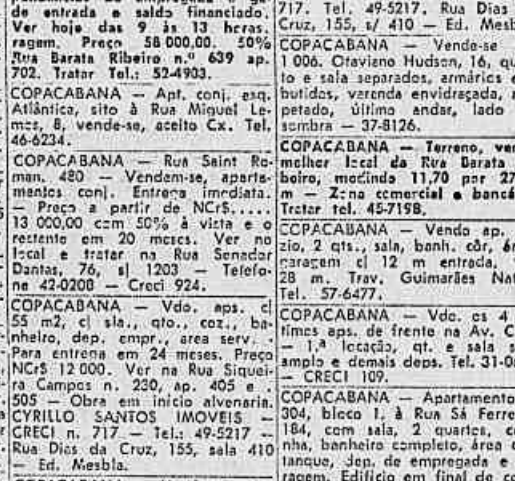 de entrada e saldo financiado.
Ver hoje das 9 às 13 horas.
ragem. Preço 58 000,00. 50%
Rua Barata Ribeiro n.º 639 ap.
702. Tratar Tel.: 52-4903.
COPACABANA — Apt. conj. esq.
Atlântica, sito à Rua Miguel Le-
mos, 8, vende-se, aceito Cx. Tel.
46-6234.
COPACABANA — Rua Saint Ro-
man, 480 — Vendem-se, aparta-
mentos conj. Entrega imediata.
— Preço a partir de NCr$.....
13 000,00 com 50% à vista e o
restante em 20 meses. Ver no
local e tratar na Rua Senador
Dantas, 76, s| 1203 — Telefo-
ne 42-0208 — Creci 924.
COPACABANA — Vdo. aps. c|
55 m2, c| sla., qto., coz., ba-
nheiro, dep. empr., area serv. -
Para entrega em 24 meses. Preço
NCr$ 12 000. Ver na Rua Siquei-
ra Campos n. 230, ap. 405 e
505 — Obra em início alvenaria.
CYRILLO SANTOS IMOVEIS —
CRECI n. 717 — Tel.: 49-5217 —
Rua Dias da Cruz, 155, sala 410
— Ed. Mesbla.
717. Tel. 49-5217. Rua Dias
Cruz, 155, s/ 410 — Ed. Mesb
COPACABANA — Vende-se
1 006. Otaviano Hudson, 16, qu
to e sala separados, armários e
butidos, varanda envidraçada, a
petado, último andar, lado
sombra — 37-8126.
COPACABANA — Terreno, ven
melhor local da Rua Barata
beiro, medindo 11,70 por 27
m — Zona comercial e bancá
Tratar tel. 45-7198.
COPACABANA — Vendo ap.
zio, 2 qts., sala, banh. côr, ár
garagem c| 12 m entrada,
28 m. Trav. Guimarães Nat
Tel. 57-6477.
COPACABANA — Vdo. os 4
timos aps. de frente na Av. C
— 1.ª locação, qt. e sala s
amplo e demais deps. Tel. 31-0
— CRECI 109.
COPACABANA — Apartamento
304, bloco 1, à Rua Sá Ferre
184, com sala, 2 quartos, co
nha, banheiro completo, área c
tanque, dep. de empregada e
ragem. Edifício em final de co